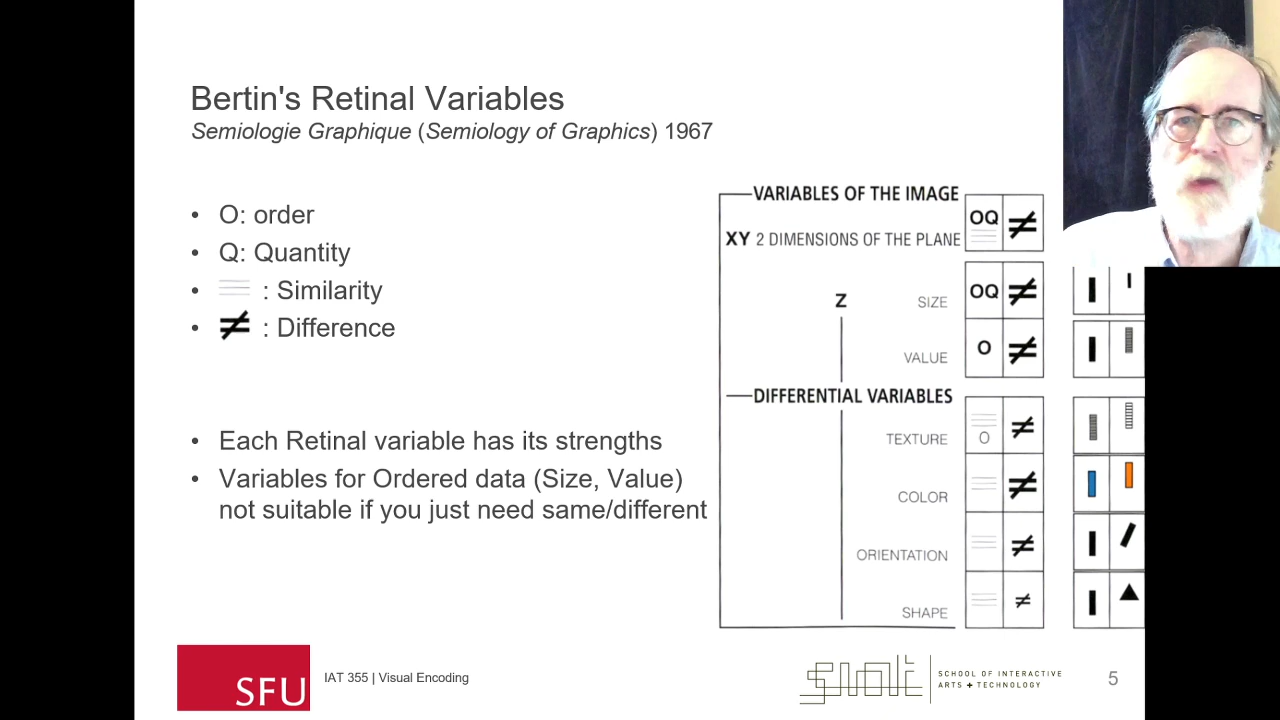 Bertin's Retinal Variables
Semiologie Graphique (Semiology of Graphics) 1967
• O: order
• Q: Quantity
• : Similarity
• ≠ : Difference
• Each Retinal variable has its strengths
• Variables for Ordered data (Size, Value)
not suitable if you just need same/different
VARIABLES OF THE IMAGE
XY 2 DIMENSIONS OF THE PLANE
OQ ≠
Z
SIZE OQ ≠
VALUE O ≠
DIFFERENTIAL VARIABLES
TEXTURE O ≠
COLOR ≠
ORIENTATION ≠
SHAPE ≠
SFU
IAT 355 | Visual Encoding
siat
SCHOOL OF INTERACTIVE
ARTS + TECHNOLOGY
5